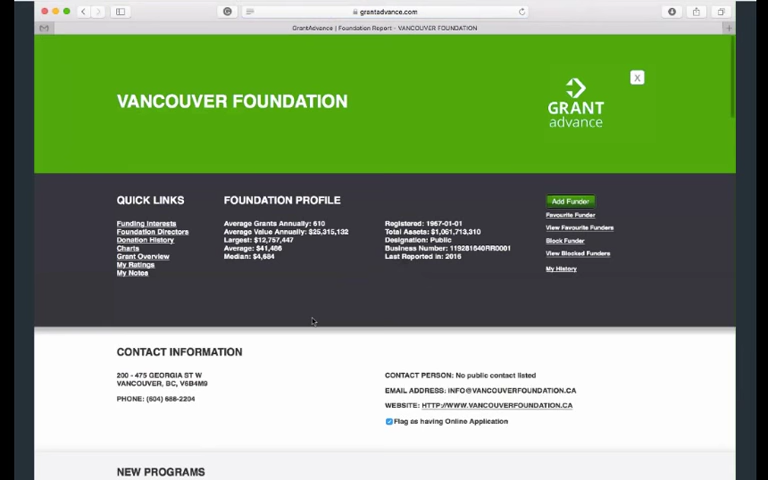 grantadvance.com
GrantAdvance | Foundation Report - VANCOUVER FOUNDATION
VANCOUVER FOUNDATION
X
GRANT
advance
QUICK LINKS
Funding Interests
Foundation Directors
Donation History
Charts
Grant Overview
My Ratings
My Notes
FOUNDATION PROFILE
Average Grants Annually: 610
Average Value Annually: $25,315,132
Largest: $12,757,447
Average: $41,486
Median: $4,684
Registered: 1967-01-01
Total Assets: $1,061,713,310
Designation: Public
Business Number: 119281640RR0001
Last Reported in: 2016
Add Funder
Favourite Funder
View Favourite Funders
Block Funder
View Blocked Funders
My History
CONTACT INFORMATION
200 - 475 GEORGIA ST W
VANCOUVER, BC, V6B4M9
PHONE: (604) 688-2204
CONTACT PERSON: No public contact listed
EMAIL ADDRESS: INFO@VANCOUVERFOUNDATION.CA
WEBSITE: HTTP://WWW.VANCOUVERFOUNDATION.CA
Flag as having Online Application
NEW PROGRAMS